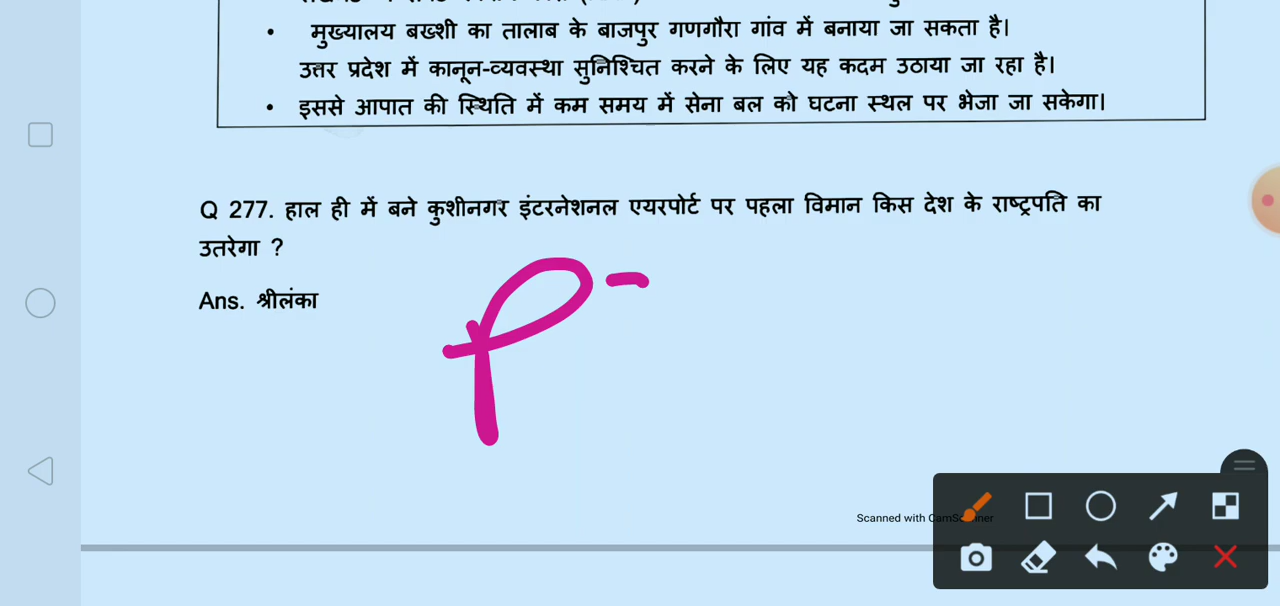 • मुख्यालय बख्शी का तालाब के बाजपुर गणगौरा गांव में बनाया जा सकता है।
उत्तर प्रदेश में कानून-व्यवस्था सुनिश्चित करने के लिए यह कदम उठाया जा रहा है।
• इससे आपात की स्थिति में कम समय में सेना बल को घटना स्थल पर भेजा जा सकेगा।
Q 277. हाल ही में बने कुशीनगर इंटरनेशनल एयरपोर्ट पर पहला विमान किस देश के राष्ट्रपति का
उतरेगा ?
Ans. श्रीलंका
P -
Scanned with CamScanner